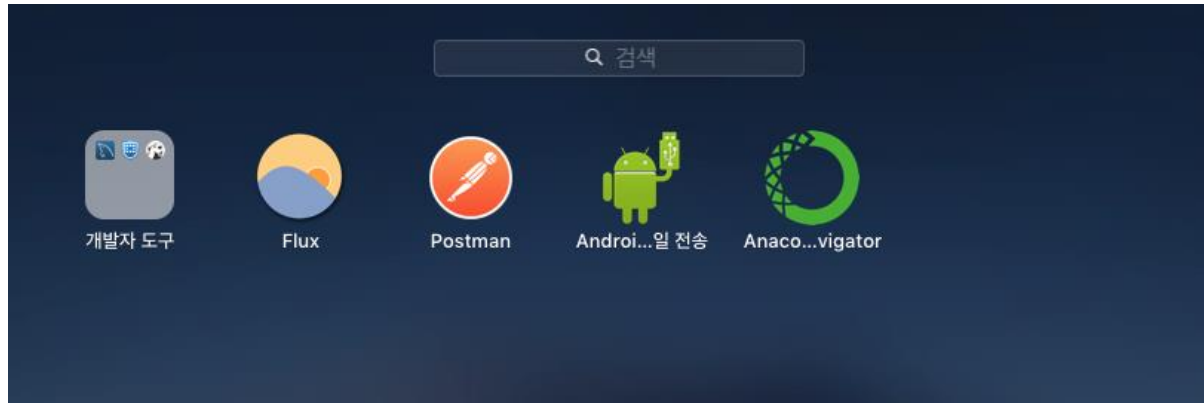 검색
개발자 도구
Flux
Postman
Androi...일 전송
Anaco...vigator